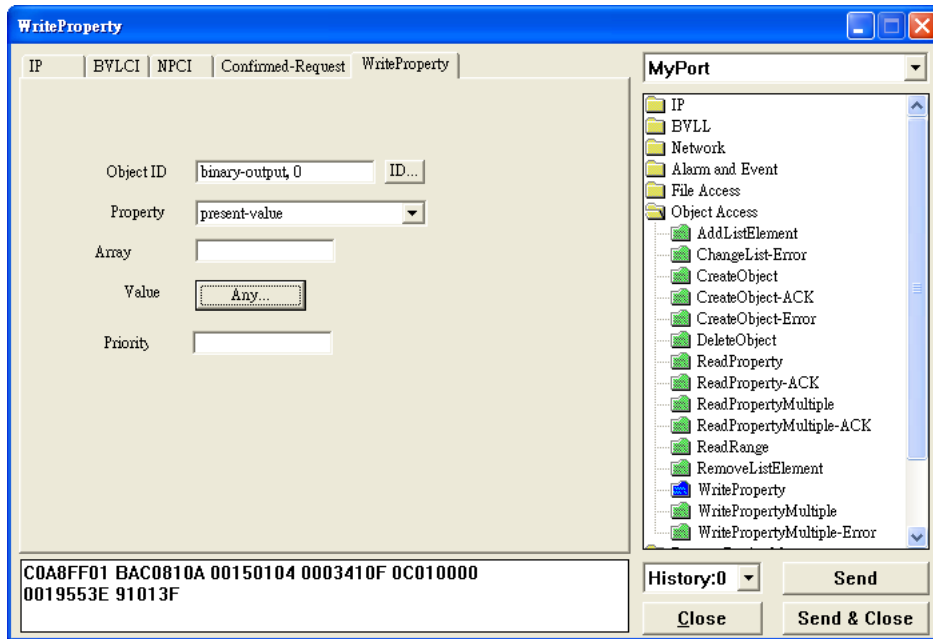 WriteProperty
IP
BVLCI
NPCI
Confirmed-Request
WriteProperty
Object ID
binary-output, 0
ID...
Property
present-value
Array
Value
Any...
Priority
MyPort
IP
BVLL
Network
Alarm and Event
File Access
Object Access
AddListElement
ChangeList-Error
CreateObject
CreateObject-ACK
CreateObject-Error
DeleteObject
ReadProperty
ReadProperty-ACK
ReadPropertyMultiple
ReadPropertyMultiple-ACK
ReadRange
RemoveListElement
WriteProperty
WritePropertyMultiple
WritePropertyMultiple-Error
C0A8FF01 BAC0810A 00150104 0003410F 0C010000
0019553E 91013F
History:0
Send
Close
Send & Close